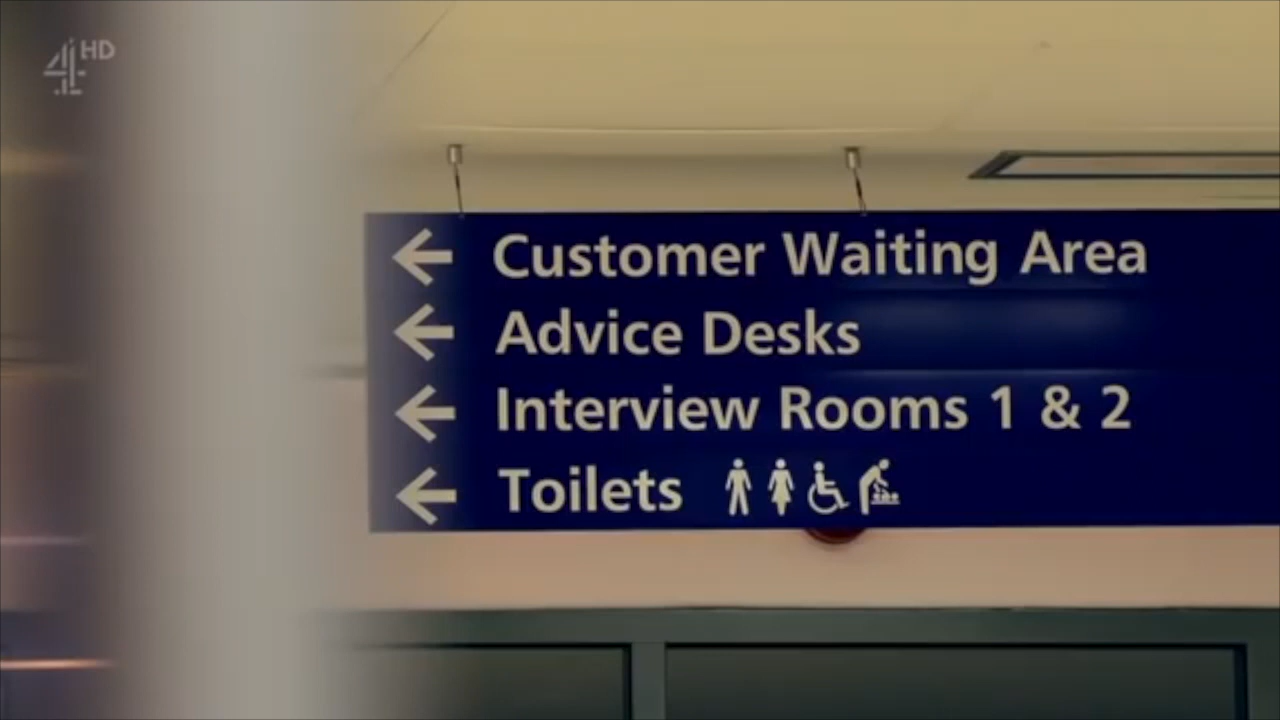 4HD
Customer Waiting Area
Advice Desks
Interview Rooms 1 & 2
Toilets